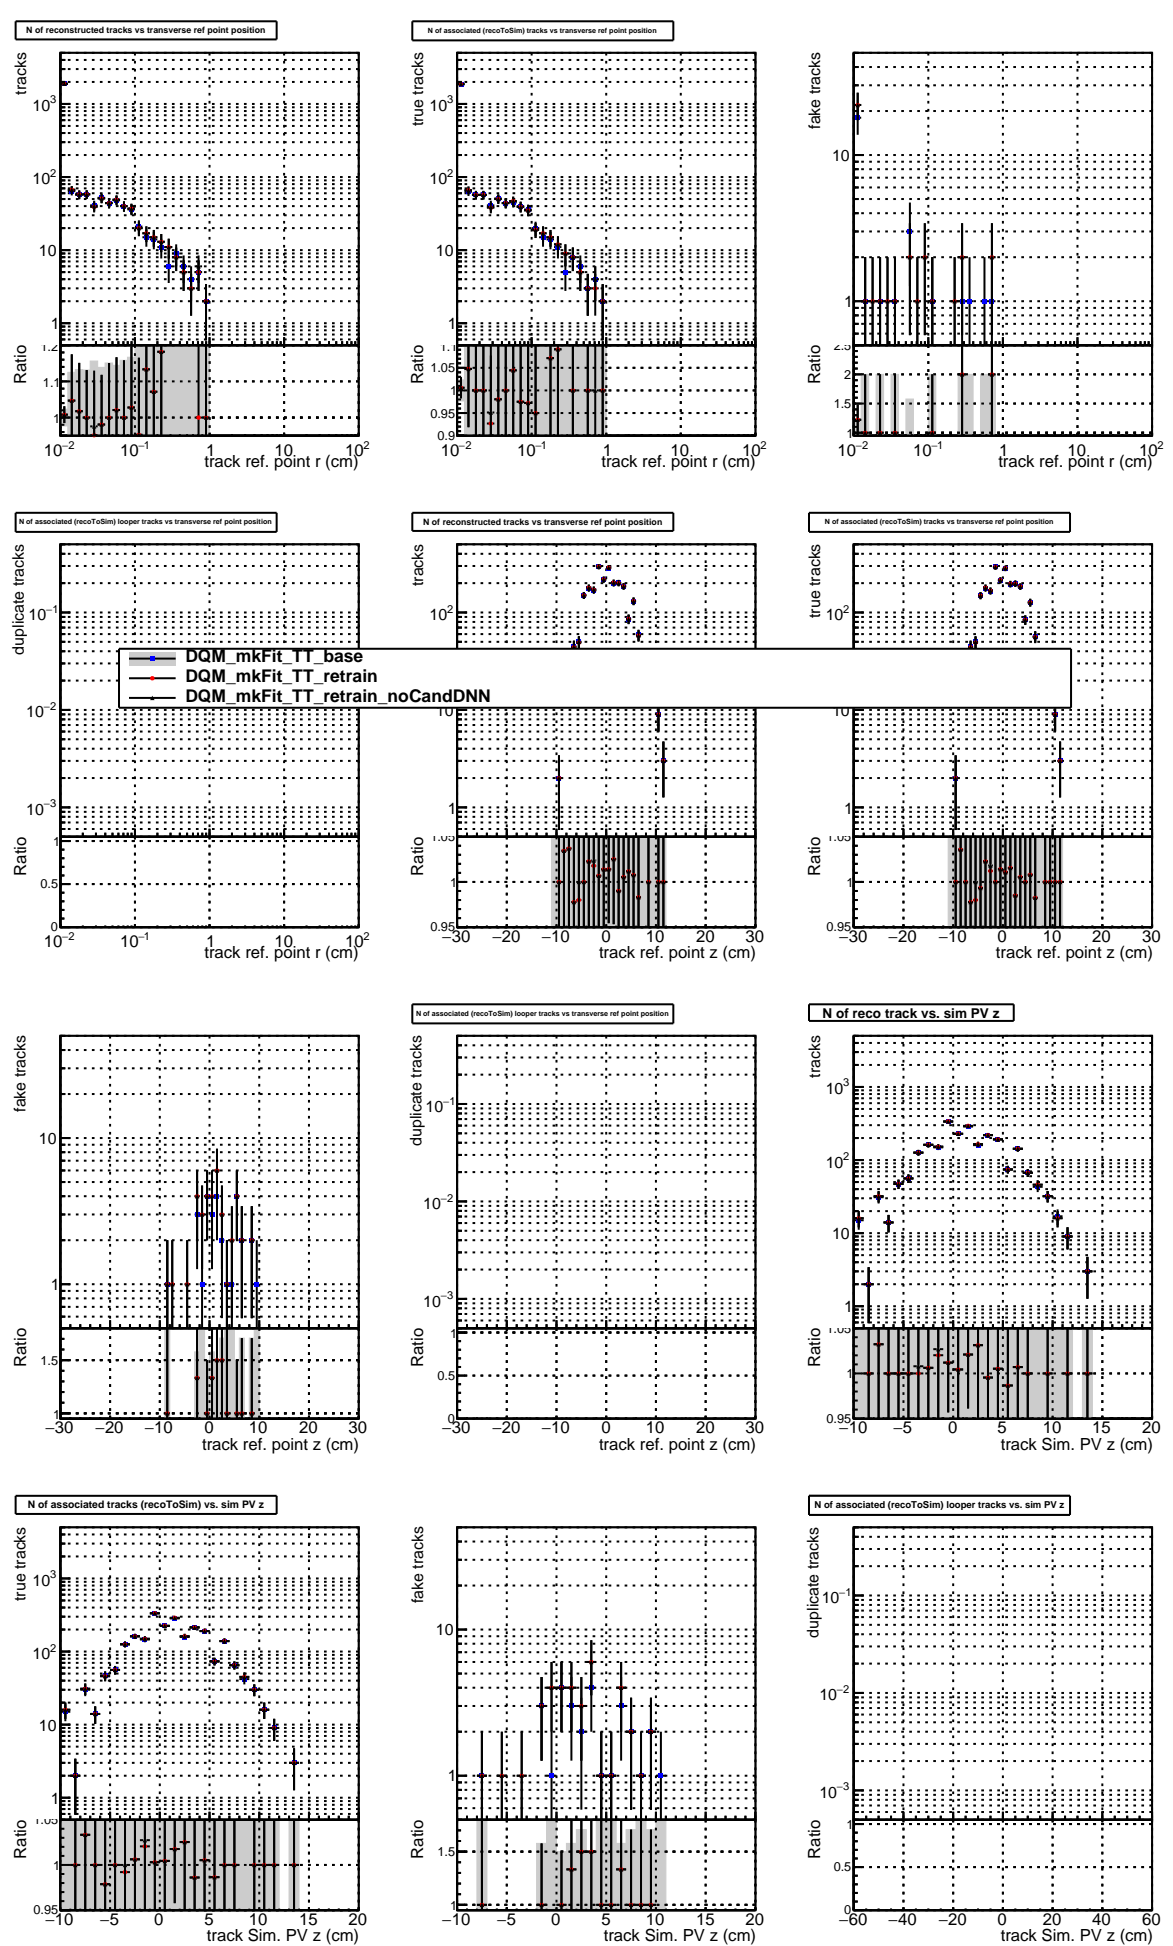 N of reconstructed tracks vs transverse ref point position
tracks
10³
10²
10
1
Ratio
1.2
1.1
1
10⁻² 10⁻¹ 1 10 10²
track ref. point r (cm)
N of associated (recoToSim) tracks vs transverse ref point position
true tracks
10³
10²
10
1
Ratio
1.1
1.05
1
0.95
0.9
10⁻² 10⁻¹ 1 10 10²
track ref. point r (cm)
fake tracks
10
1
Ratio
2.5
2
1.5
1
10⁻² 10⁻¹ 1 10 10²
track ref. point r (cm)
N of associated (recoToSim) looper tracks vs transverse ref point position
duplicate tracks
10⁻¹
10⁻²
10⁻³
Ratio
1
0.5
0
10⁻² 10⁻¹ 1 10 10²
track ref. point r (cm)
N of reconstructed tracks vs transverse ref point position
tracks
10²
10
1
Ratio
1.05
1
0.95
−30 −20 −10 0 10 20 30
track ref. point z (cm)
N of associated (recoToSim) tracks vs transverse ref point position
true tracks
10²
10
1
Ratio
1.05
1
0.95
−30 −20 −10 0 10 20 30
track ref. point z (cm)
DQM_mkFit_TT_base
DQM_mkFit_TT_retrain
DQM_mkFit_TT_retrain_noCandDNN
fake tracks
10
1
Ratio
1.5
1
−30 −20 −10 0 10 20 30
track ref. point z (cm)
N of associated (recoToSim) looper tracks vs transverse ref point position
duplicate tracks
10⁻¹
10⁻²
10⁻³
Ratio
1
0.5
0
−30 −20 −10 0 10 20 30
track ref. point z (cm)
N of reco track vs. sim PV z
tracks
10³
10²
10
1
Ratio
1.05
1
0.95
−10 −5 0 5 10 15 20
track Sim. PV z (cm)
N of associated tracks (recoToSim) vs. sim PV z
true tracks
10³
10²
10
1
Ratio
1.05
1
0.95
−10 −5 0 5 10 15 20
track Sim. PV z (cm)
fake tracks
10
1
Ratio
1.5
1
−10 −5 0 5 10 15 20
track Sim. PV z (cm)
N of associated (recoToSim) looper tracks vs. sim PV z
duplicate tracks
10⁻¹
10⁻²
10⁻³
Ratio
1
0.5
0
−60 −40 −20 0 20 40 60
track Sim. PV z (cm)